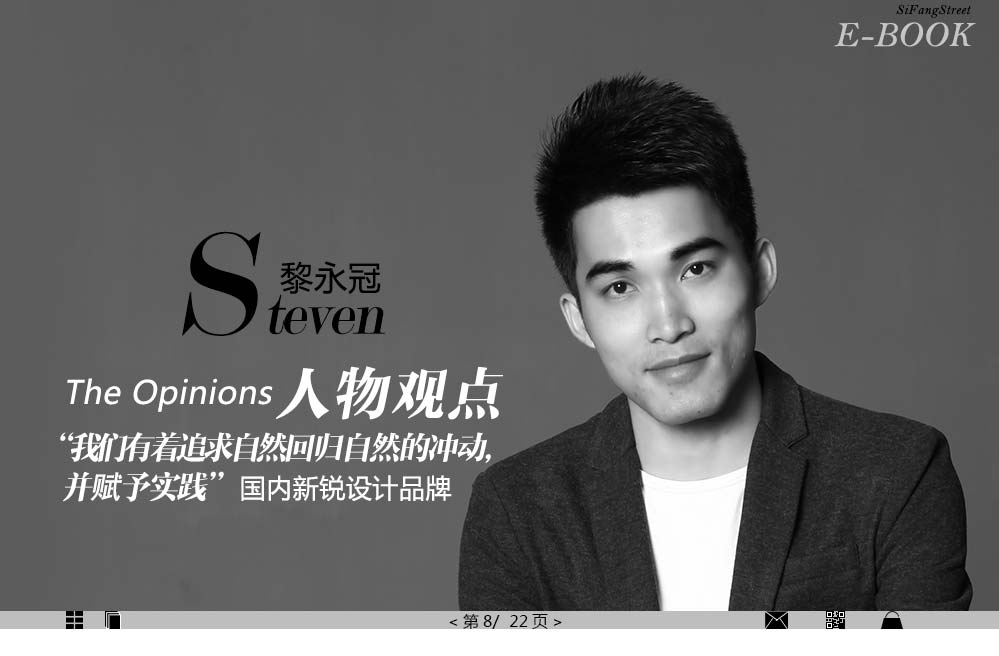 SiFangStreet
E-BOOK
黎永冠
Steven
The Opinions 人物观点
“我们有着追求自然回归自然的冲动,
并赋予实践” 国内新锐设计品牌
< 第 8/ 22 页 >